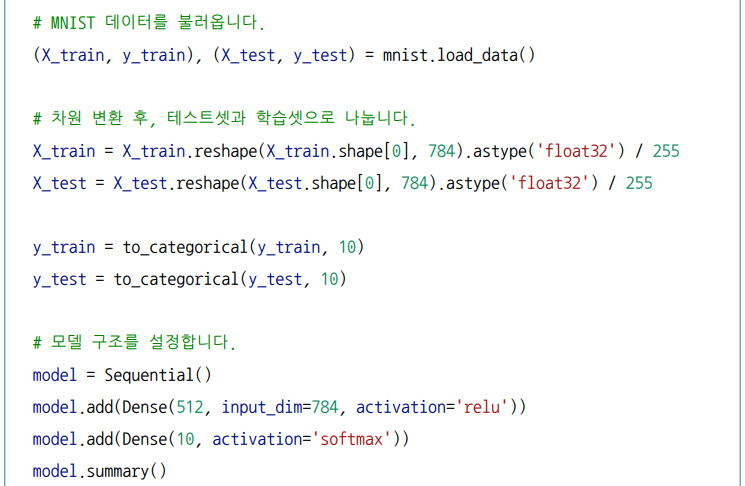 # MNIST 데이터를 불러옵니다.
(X_train, y_train), (X_test, y_test) = mnist.load_data()
# 차원 변환 후, 테스트셋과 학습셋으로 나눕니다.
X_train = X_train.reshape(X_train.shape[0], 784).astype('float32') / 255
X_test = X_test.reshape(X_test.shape[0], 784).astype('float32') / 255
y_train = to_categorical(y_train, 10)
y_test = to_categorical(y_test, 10)
# 모델 구조를 설정합니다.
model = Sequential()
model.add(Dense(512, input_dim=784, activation='relu'))
model.add(Dense(10, activation='softmax'))
model.summary()